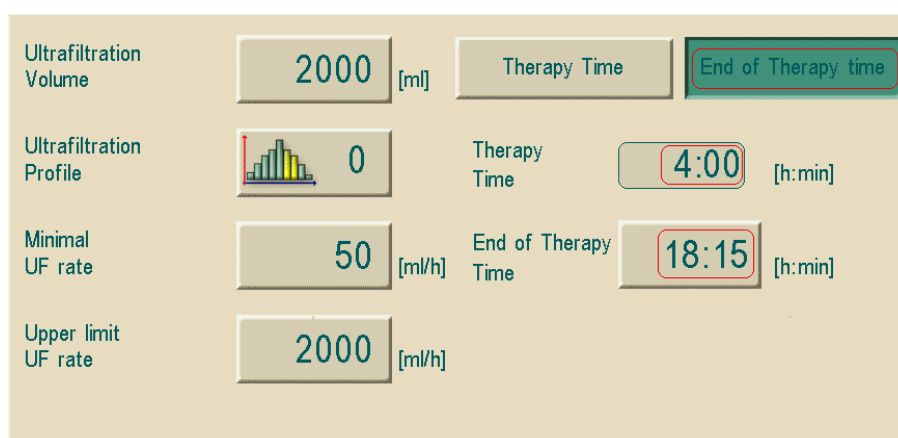 Ultrafiltration
Volume
2000
[ml]
Therapy Time
End of Therapy time
Ultrafiltration
Profile
0
Therapy
Time
4:00
[h:min]
Minimal
UF rate
50
[ml/h]
End of Therapy
Time
18:15
[h:min]
Upper limit
UF rate
2000
[ml/h]